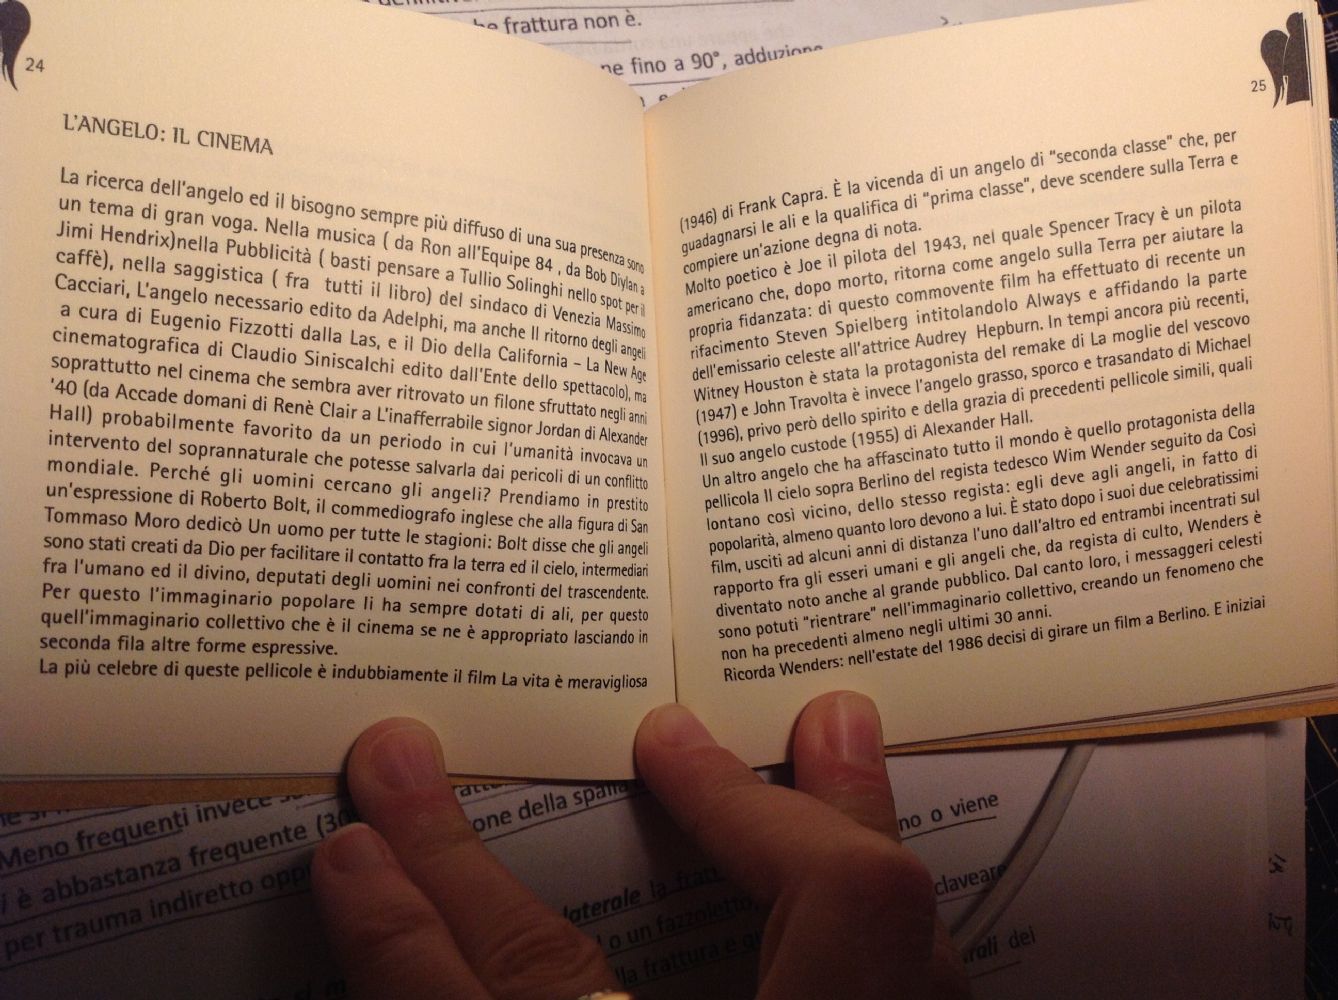 definitiv
he frattura non è.
ne fino a 90°, adduzione
24
L'ANGELO: IL CINEMA
La ricerca dell'angelo ed il bisogno sempre più diffuso di una sua presenza sono
un tema di gran voga. Nella musica ( da Ron all'Equipe 84 , da Bob Diylan a
Jimi Hendrix)nella Pubblicità ( basti pensare a Tullio Solinghi nello spot per il
caffè), nella saggistica ( fra tutti il libro) del sindaco di Venezia Massimo
Cacciari, L'angelo necessario edito da Adelphi, ma anche Il ritorno degli angeli
a cura di Eugenio Fizzotti dalla Las, e il Dio della California – La New Age
cinematografica di Claudio Siniscalchi edito dall'Ente dello spettacolo), ma
soprattutto nel cinema che sembra aver ritrovato un filone sfruttato negli anni
'40 (da Accade domani di Renè Clair a L'inafferrabile signor Jordan di Alexander
Hall) probabilmente favorito da un periodo in cui l'umanità invocava un
intervento del soprannaturale che potesse salvarla dai pericoli di un conflitto
mondiale. Perché gli uomini cercano gli angeli? Prendiamo in prestito
un'espressione di Roberto Bolt, il commediografo inglese che alla figura di San
Tommaso Moro dedicò Un uomo per tutte le stagioni: Bolt disse che gli angeli
sono stati creati da Dio per facilitare il contatto fra la terra ed il cielo, intermediari
fra l'umano ed il divino, deputati degli uomini nei confronti del trascendente.
Per questo l'immaginario popolare li ha sempre dotati di ali, per questo
quell'immaginario collettivo che è il cinema se ne è appropriato lasciando in
seconda fila altre forme espressive.
La più celebre di queste pellicole è indubbiamente il film La vita è meravigliosa
25
(1946) di Frank Capra. È la vicenda di un angelo di "seconda classe" che, per
guadagnarsi le ali e la qualifica di "prima classe", deve scendere sulla Terra e
compiere un'azione degna di nota.
Molto poetico è Joe il pilota del 1943, nel quale Spencer Tracy è un pilota
americano che, dopo morto, ritorna come angelo sulla Terra per aiutare la
propria fidanzata: di questo commovente film ha effettuato di recente un
rifacimento Steven Spielberg intitolandolo Always e affidando la parte
dell'emissario celeste all'attrice Audrey Hepburn. In tempi ancora più recenti,
Witney Houston è stata la protagonista del remake di La moglie del vescovo
(1947) e John Travolta è invece l'angelo grasso, sporco e trasandato di Michael
(1996), privo però dello spirito e della grazia di precedenti pellicole simili, quali
Il suo angelo custode (1955) di Alexander Hall.
Un altro angelo che ha affascinato tutto il mondo è quello protagonista della
pellicola Il cielo sopra Berlino del regista tedesco Wim Wender seguito da Così
lontano così vicino, dello stesso regista: egli deve agli angeli, in fatto di
popolarità, almeno quanto loro devono a lui. È stato dopo i suoi due celebratissimi
film, usciti ad alcuni anni di distanza l'uno dall'altro ed entrambi incentrati sul
rapporto fra gli esseri umani e gli angeli che, da regista di culto, Wenders è
diventato noto anche al grande pubblico. Dal canto loro, i messaggeri celesti
sono potuti "rientrare" nell'immaginario collettivo, creando un fenomeno che
non ha precedenti almeno negli ultimi 30 anni.
Ricorda Wenders: nell'estate del 1986 decisi di girare un film a Berlino. E iniziai
Meno frequenti invece
i è abbastanza frequente (30 one della spalla no o viene
per trauma indiretto opp laterale la fratt claveare
o un fazzoletto,
lla frattura e rali dei